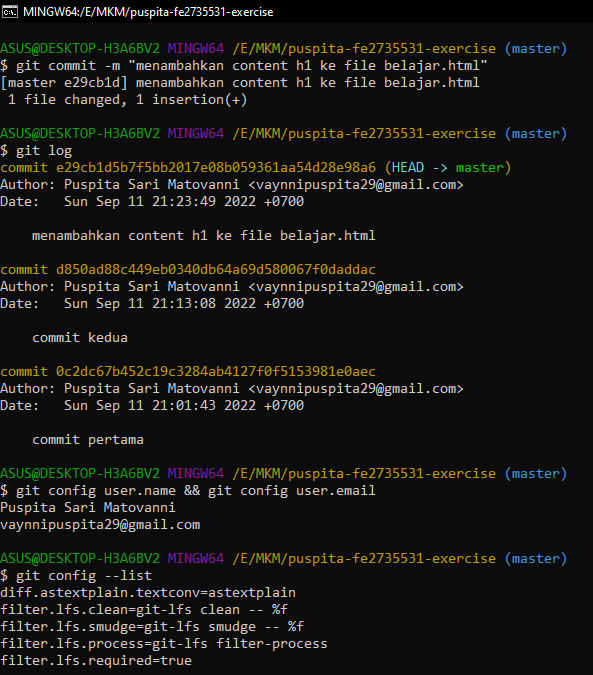 MINGW64:/E/MKM/puspita-fe2735531-exercise
ASUS@DESKTOP-H3A6BV2 MINGW64 /E/MKM/puspita-fe2735531-exercise (master)
$ git commit -m "menambahkan content h1 ke file belajar.html"
[master e29cb1d] menambahkan content h1 ke file belajar.html
 1 file changed, 1 insertion(+)
ASUS@DESKTOP-H3A6BV2 MINGW64 /E/MKM/puspita-fe2735531-exercise (master)
$ git log
commit e29cb1d5b7f5bb2017e08b059361aa54d28e98a6 (HEAD -> master)
Author: Puspita Sari Matovanni <vaynnipuspita29@gmail.com>
Date:   Sun Sep 11 21:23:49 2022 +0700
    menambahkan content h1 ke file belajar.html
commit d850ad88c449eb0340db64a69d580067f0daddac
Author: Puspita Sari Matovanni <vaynnipuspita29@gmail.com>
Date:   Sun Sep 11 21:13:08 2022 +0700
    commit kedua
commit 0c2dc67b452c19c3284ab4127f0f5153981e0aec
Author: Puspita Sari Matovanni <vaynnipuspita29@gmail.com>
Date:   Sun Sep 11 21:01:43 2022 +0700
    commit pertama
ASUS@DESKTOP-H3A6BV2 MINGW64 /E/MKM/puspita-fe2735531-exercise (master)
$ git config user.name && git config user.email
Puspita Sari Matovanni
vaynnipuspita29@gmail.com
ASUS@DESKTOP-H3A6BV2 MINGW64 /E/MKM/puspita-fe2735531-exercise (master)
$ git config --list
diff.astextplain.textconv=astextplain
filter.lfs.clean=git-lfs clean -- %f
filter.lfs.smudge=git-lfs smudge -- %f
filter.lfs.process=git-lfs filter-process
filter.lfs.required=true